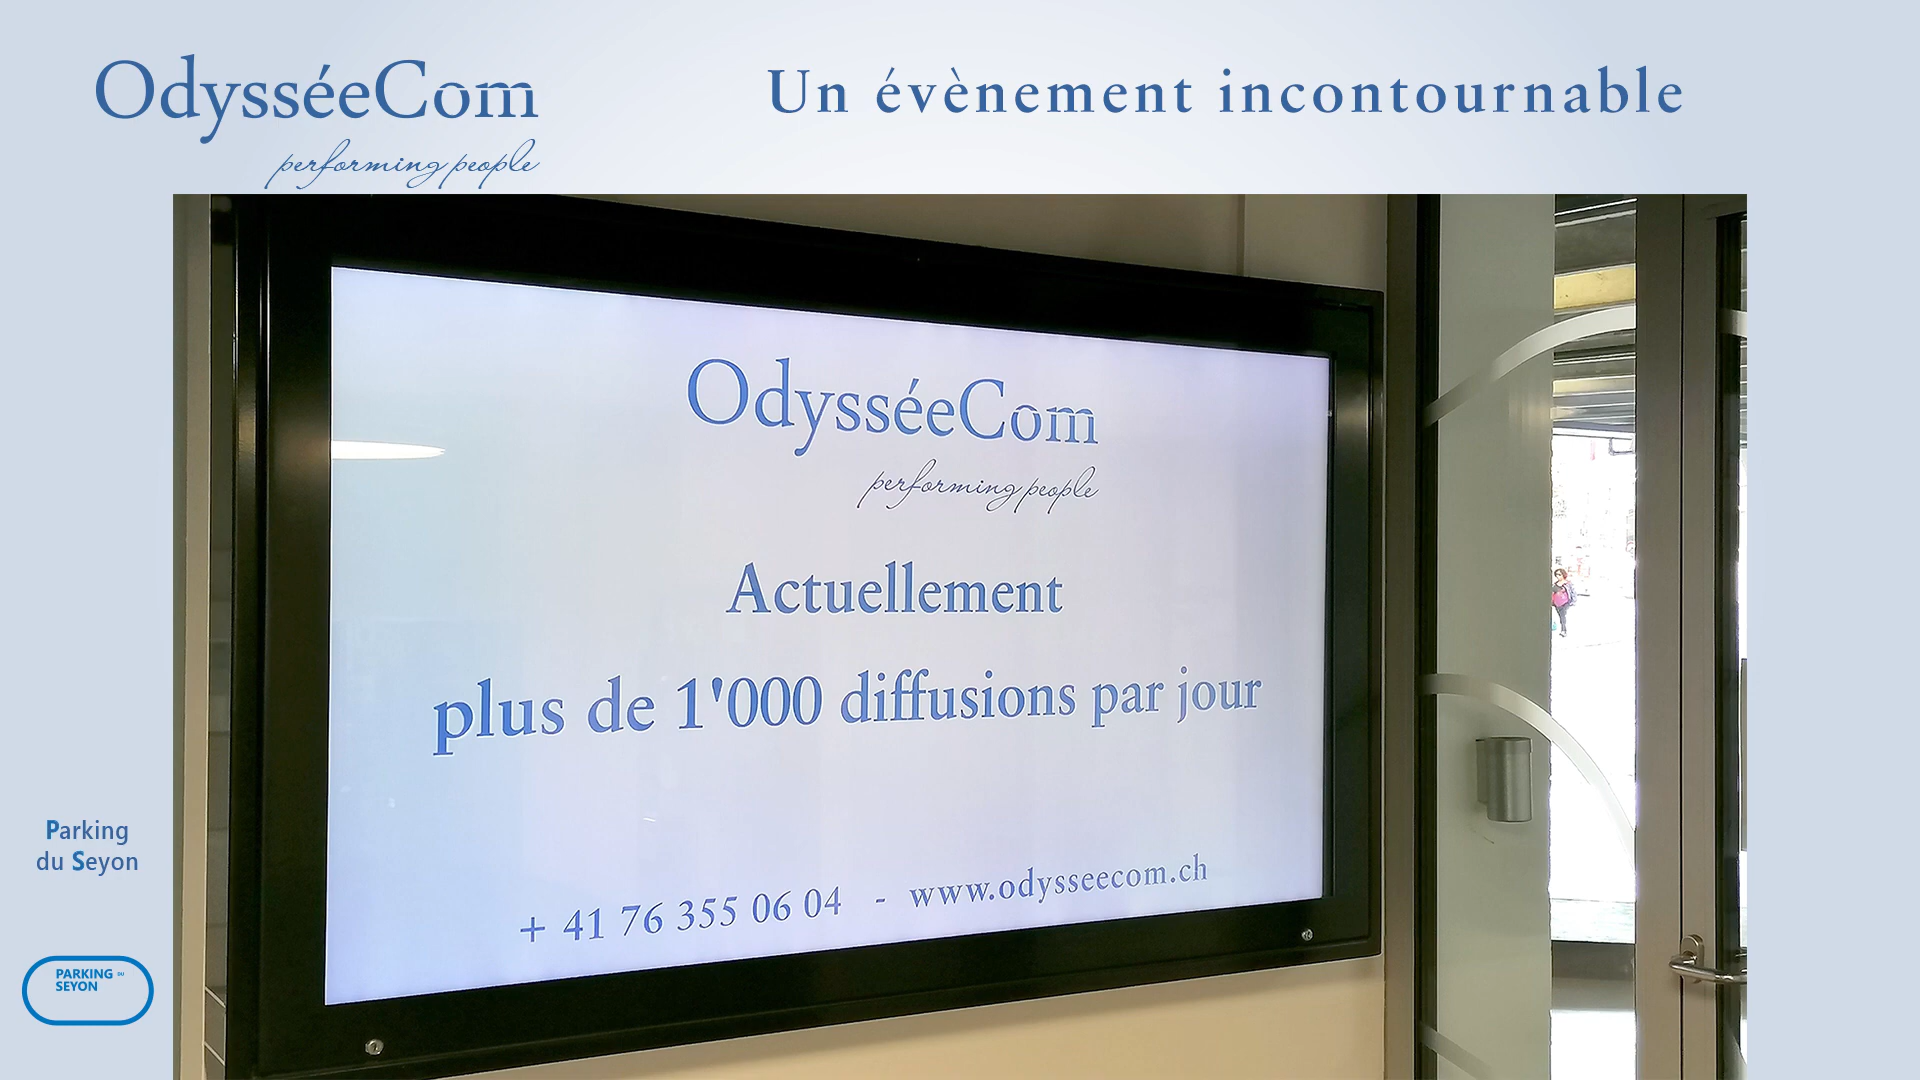 OdysséeCom
performing people
Un évènement incontournable
OdysséeCom
performing people
Actuellement
plus de 1'000 diffusions par jour
+ 41 76 355 06 04 - www.odysseecom.ch
Parking
du Seyon
PARKING DU
SEYON